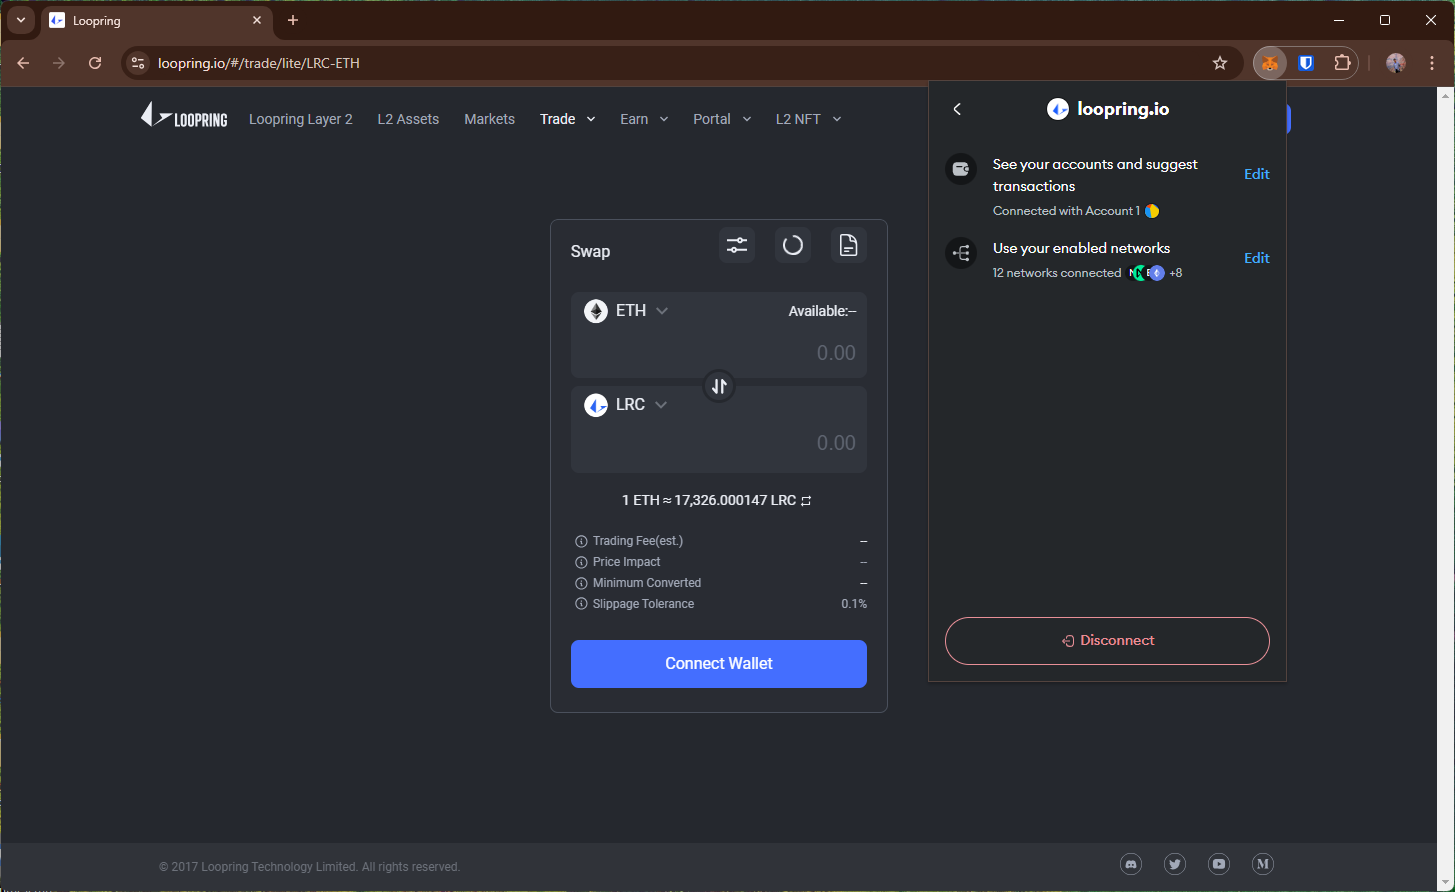 Loopring
loopring.io/#/trade/lite/LRC-ETH
LOOPRING
Loopring Layer 2
L2 Assets
Markets
Trade
Earn
Portal
L2 NFT
Swap
ETH
Available:--
0.00
LRC
0.00
1 ETH ≈ 17,326.000147 LRC
Trading Fee(est.) --
Price Impact --
Minimum Converted --
Slippage Tolerance 0.1%
Connect Wallet
loopring.io
See your accounts and suggest
transactions
Edit
Connected with Account 1
Use your enabled networks
Edit
12 networks connected +8
Disconnect
© 2017 Loopring Technology Limited. All rights reserved.